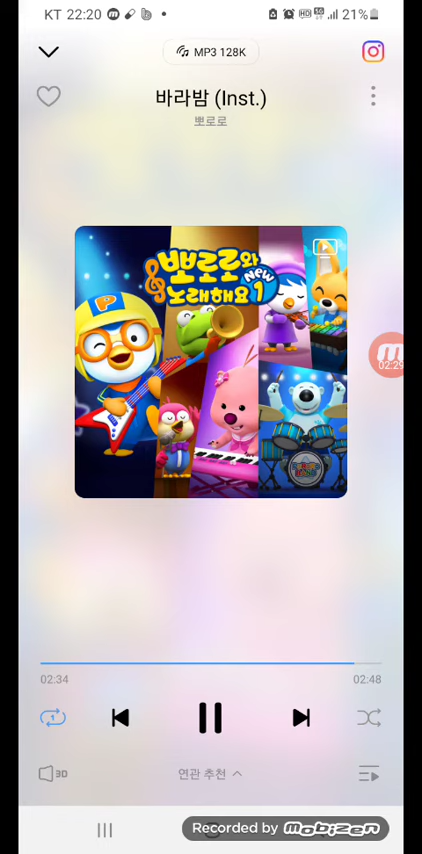 KT 22:20
21%
MP3 128K
바라밤 (Inst.)
뽀로로
뽀로로와
노래해요 NEW 1
P
02:29
02:34
02:48
1
3D
연관 추천
Recorded by mobizen